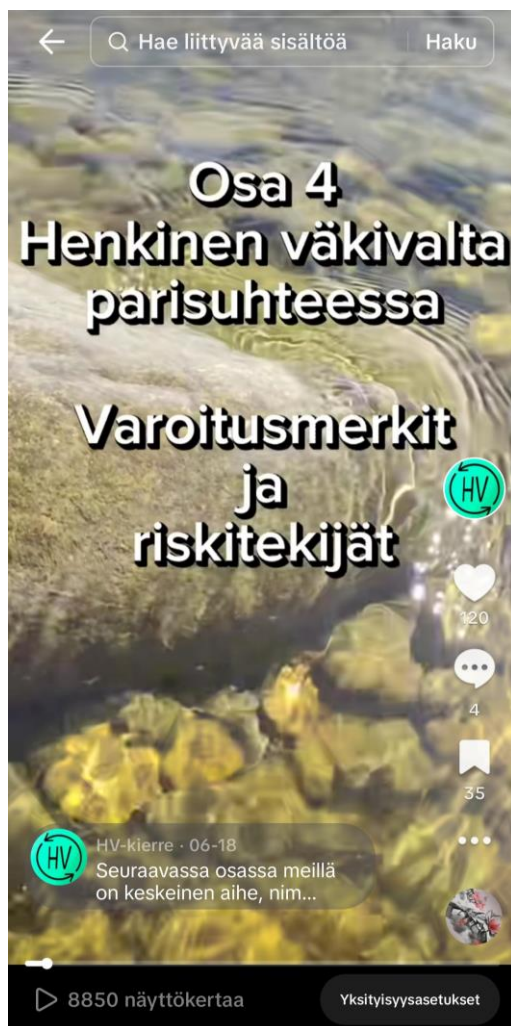 Hae liittyvää sisältöä Haku
Osa 4
Henkinen väkivalta
parisuhteessa
Varoitusmerkit
ja
riskitekijät
HV
120
4
35
HV
HV-kierre · 06-18
Seuraavassa osassa meillä
on keskeinen aihe, nim...
8850 näyttökertaa
Yksityisyysasetukset